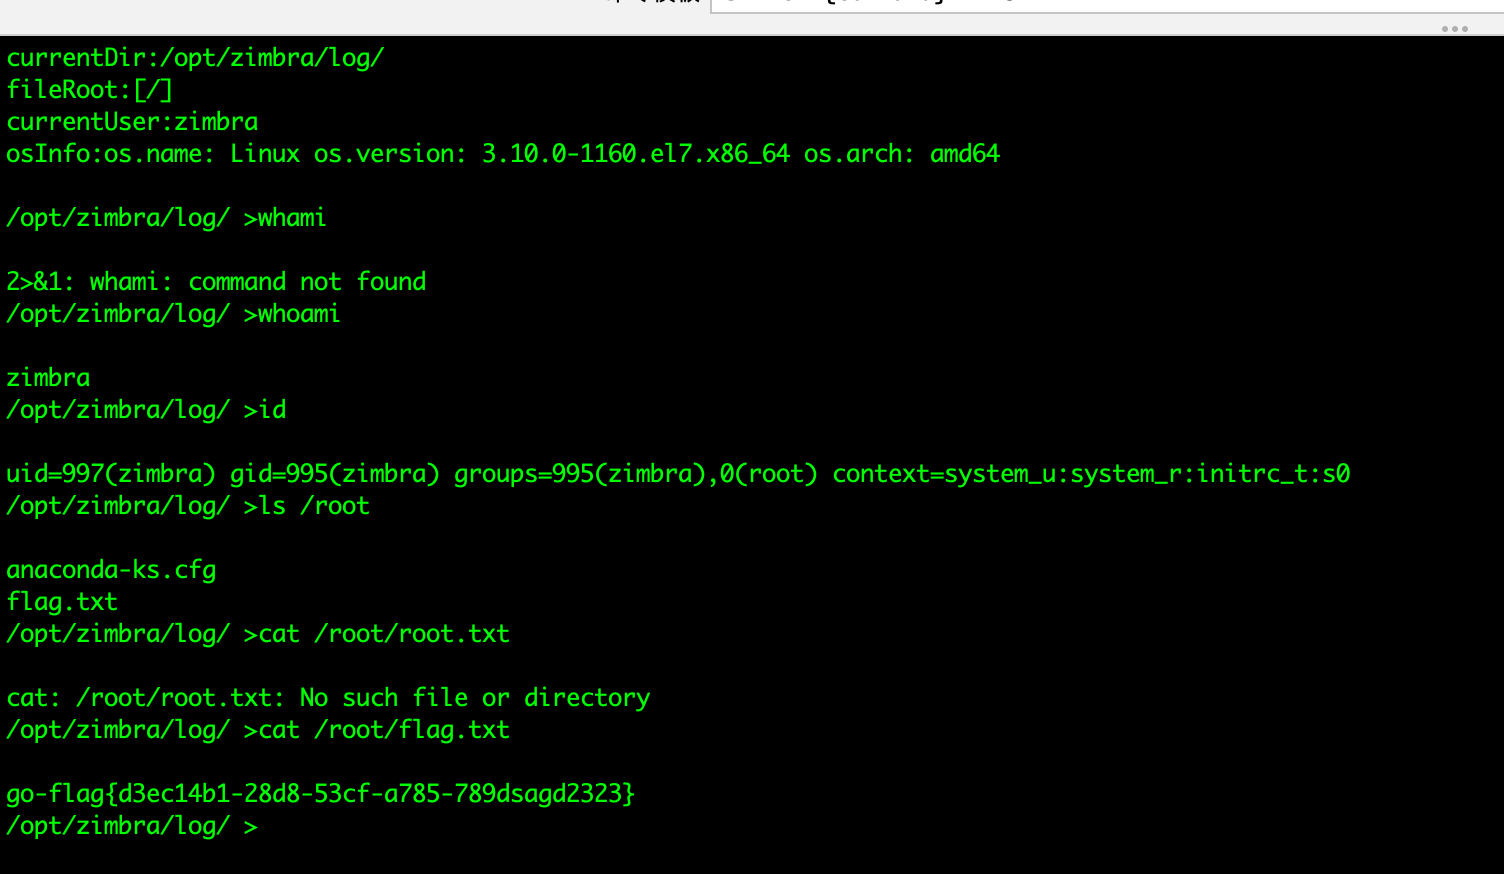 currentDir:/opt/zimbra/log/
fileRoot:[/]
currentUser:zimbra
osInfo:os.name: Linux os.version: 3.10.0-1160.el7.x86_64 os.arch: amd64
/opt/zimbra/log/ >whami
2>&1: whami: command not found
/opt/zimbra/log/ >whoami
zimbra
/opt/zimbra/log/ >id
uid=997(zimbra) gid=995(zimbra) groups=995(zimbra),0(root) context=system_u:system_r:initrc_t:s0
/opt/zimbra/log/ >ls /root
anaconda-ks.cfg
flag.txt
/opt/zimbra/log/ >cat /root/root.txt
cat: /root/root.txt: No such file or directory
/opt/zimbra/log/ >cat /root/flag.txt
go-flag{d3ec14b1-28d8-53cf-a785-789dsagd2323}
/opt/zimbra/log/ >